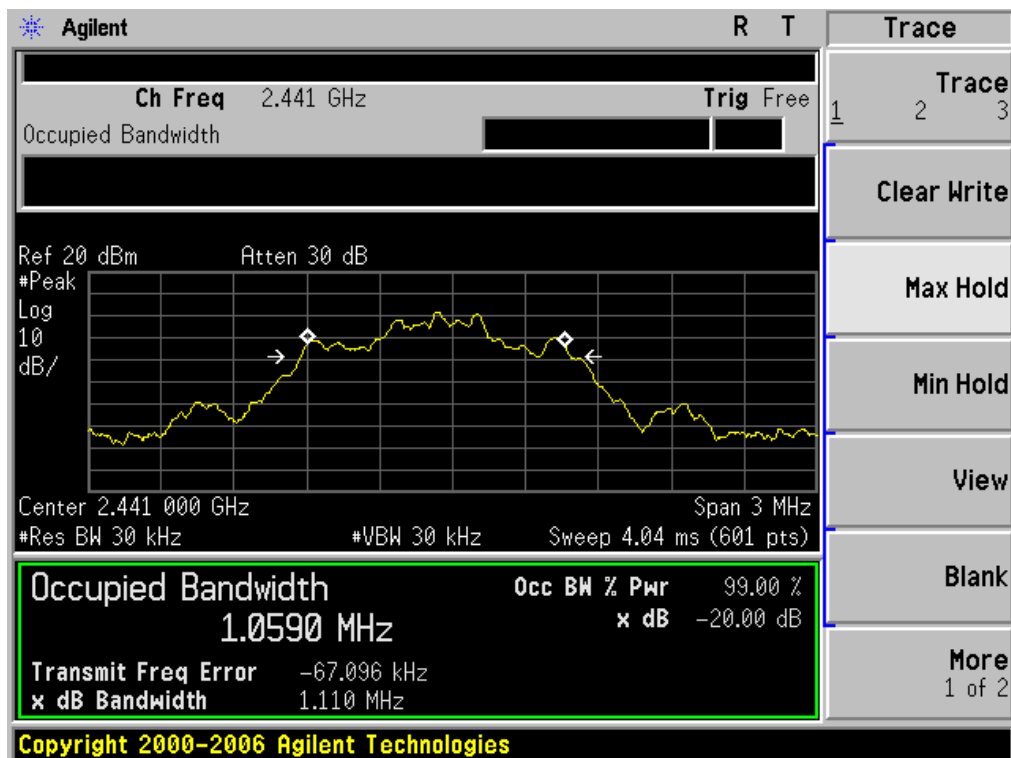 Agilent R T
Trace
Ch Freq 2.441 GHz Trig Free
Occupied Bandwidth
Trace
1 2 3
Clear Write
Max Hold
Min Hold
View
Blank
More
1 of 2
Ref 20 dBm Atten 30 dB
#Peak
Log
10
dB/
Center 2.441 000 GHz Span 3 MHz
#Res BW 30 kHz #VBW 30 kHz Sweep 4.04 ms (601 pts)
Occupied Bandwidth Occ BW % Pwr 99.00 %
1.0590 MHz x dB -20.00 dB
Transmit Freq Error -67.096 kHz
x dB Bandwidth 1.110 MHz
Copyright 2000-2006 Agilent Technologies